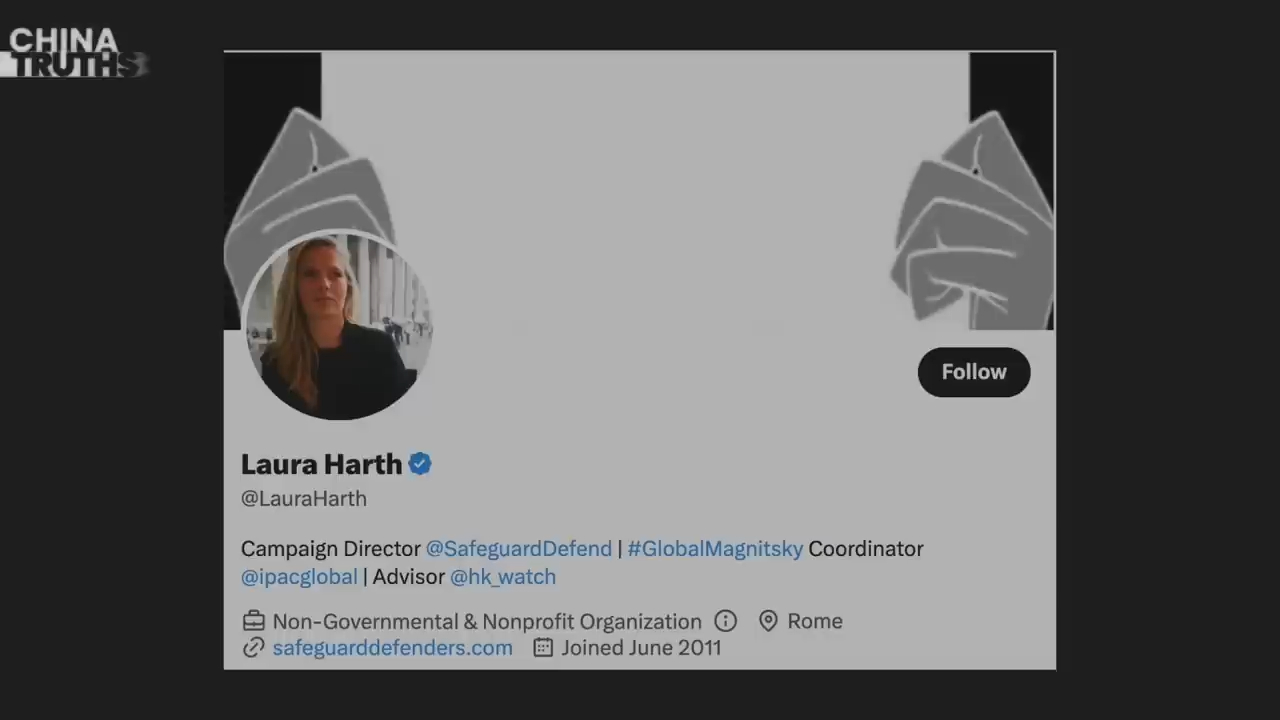 CHINA
TRUTHS
Follow
Laura Harth
@LauraHarth
Campaign Director @SafeguardDefend | #GlobalMagnitsky Coordinator
@ipacglobal | Advisor @hk_watch
Non-Governmental & Nonprofit Organization Rome
safeguarddefenders.com Joined June 2011